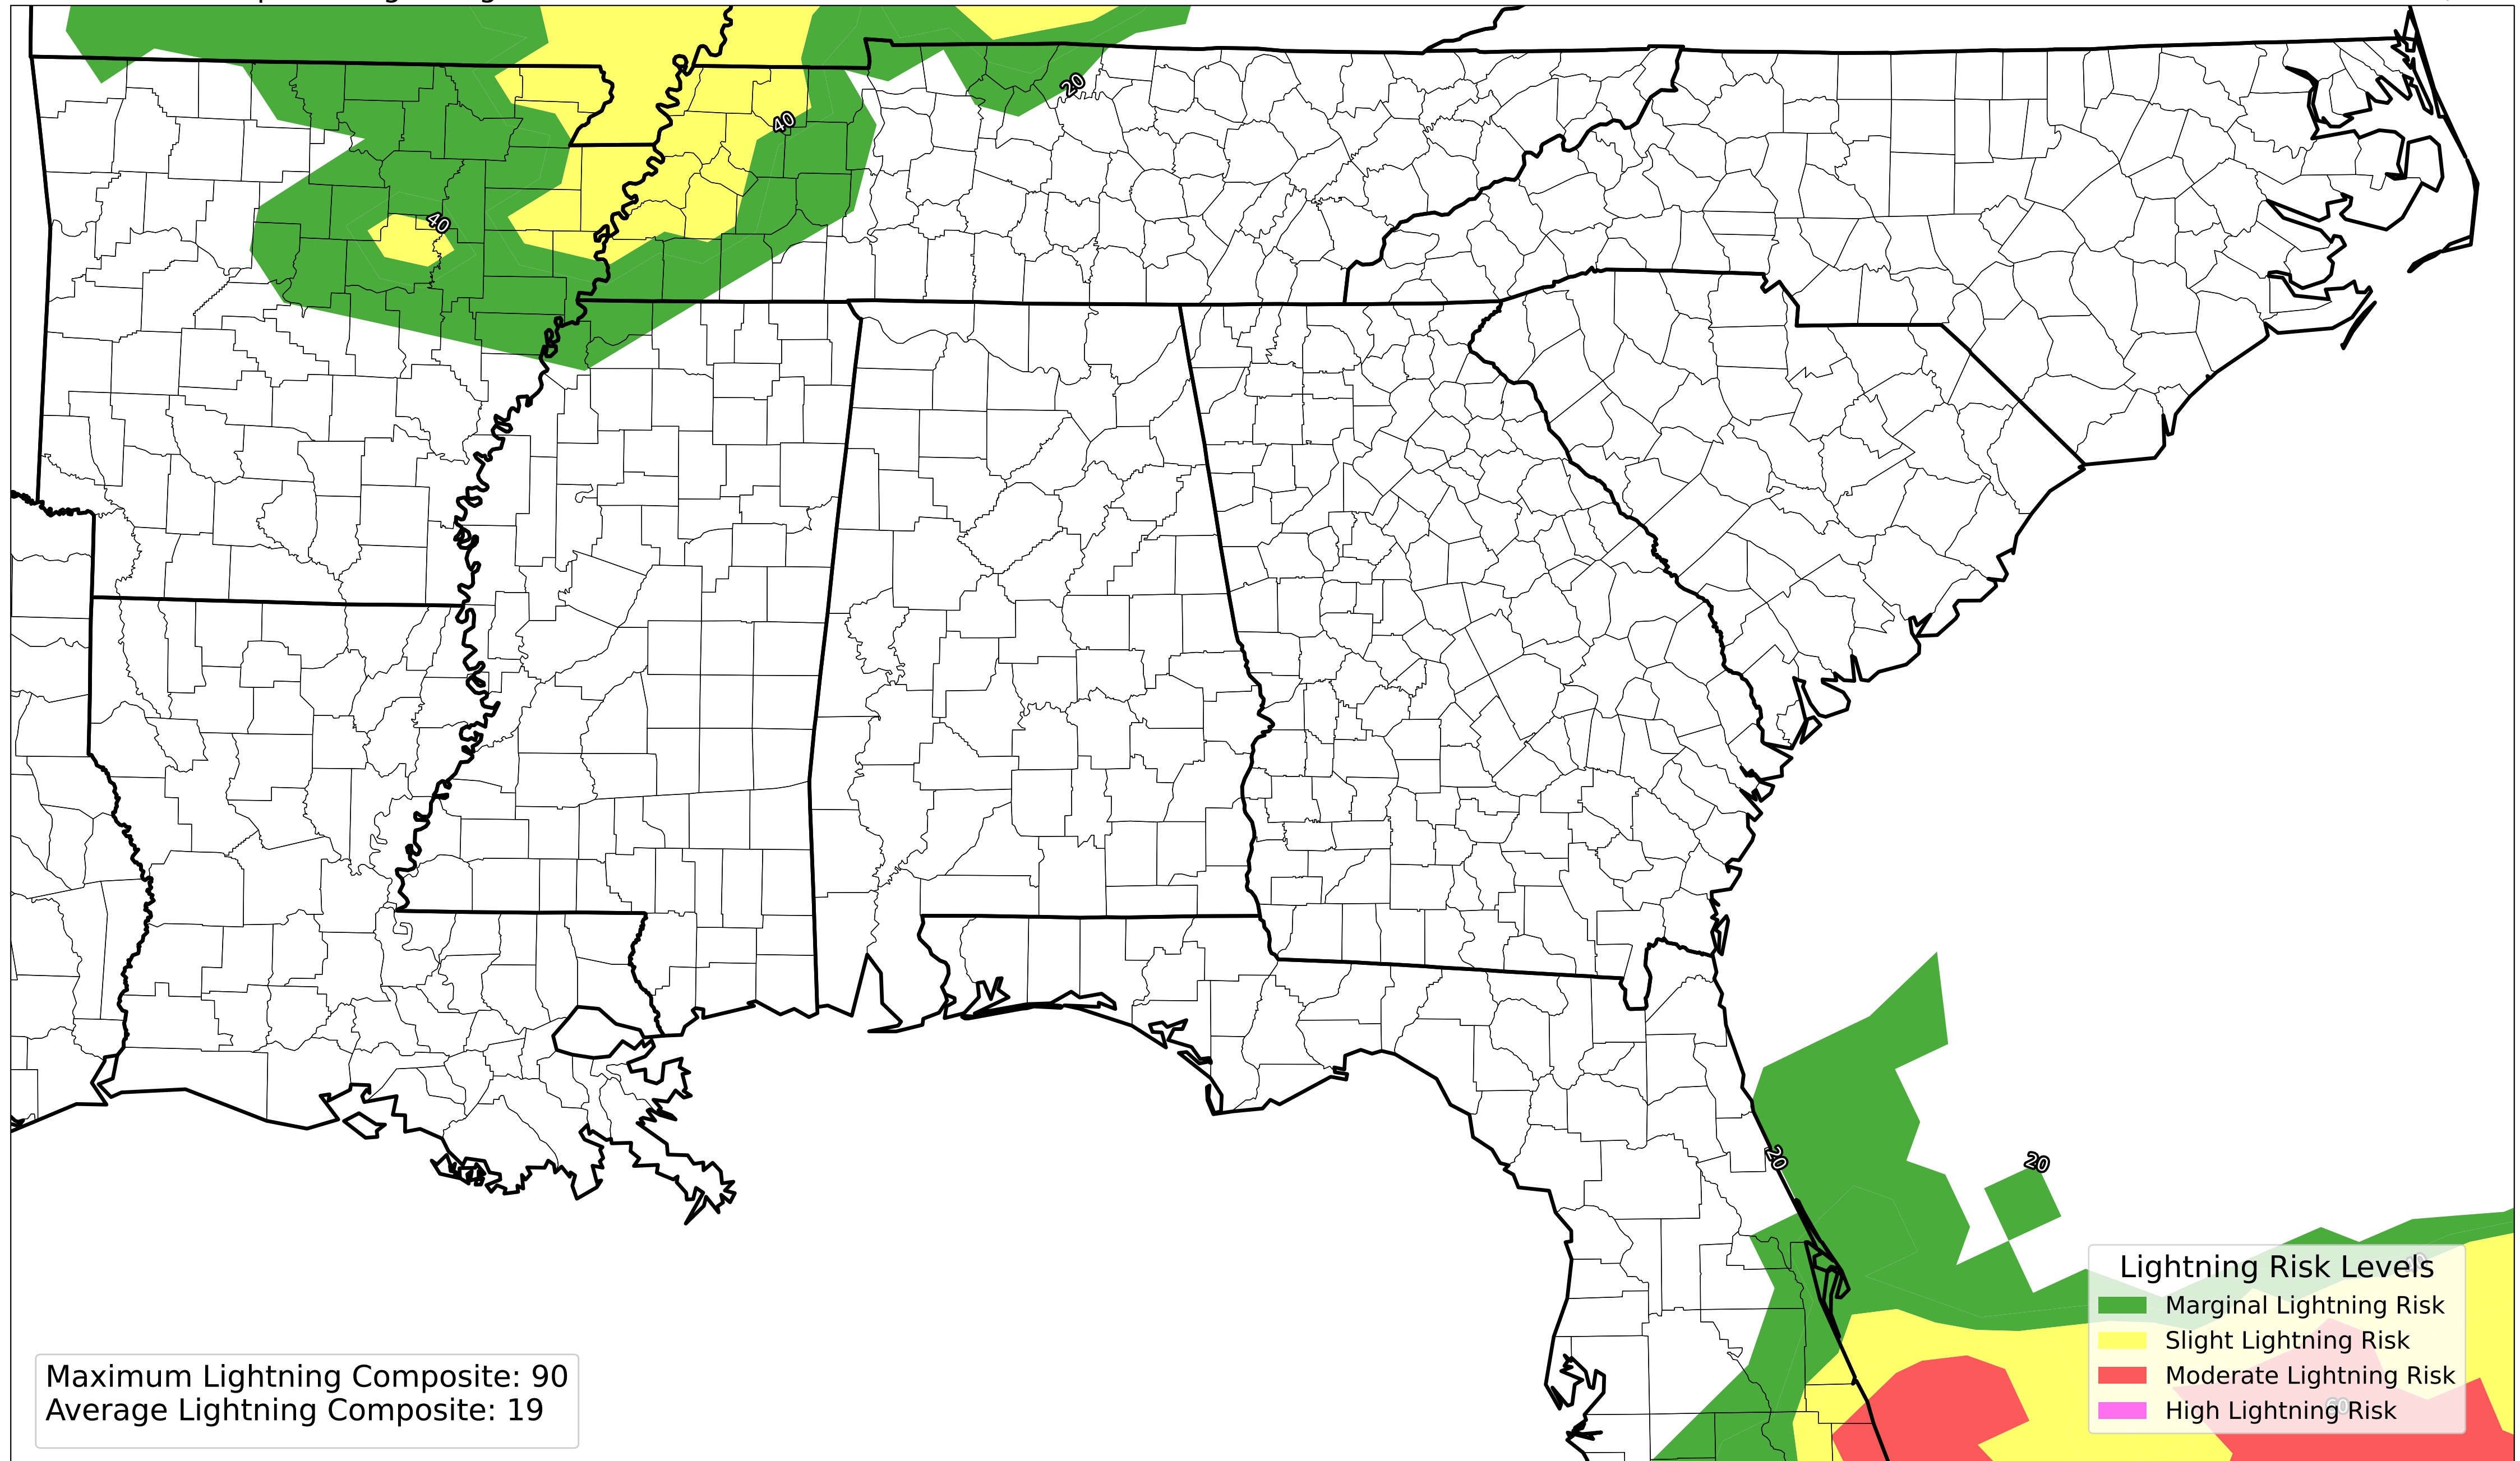 20
40
40
20
20
Lightning Risk Levels
Marginal Lightning Risk
Slight Lightning Risk
Moderate Lightning Risk
High Lightning Risk
60
Maximum Lightning Composite: 90
Average Lightning Composite: 19